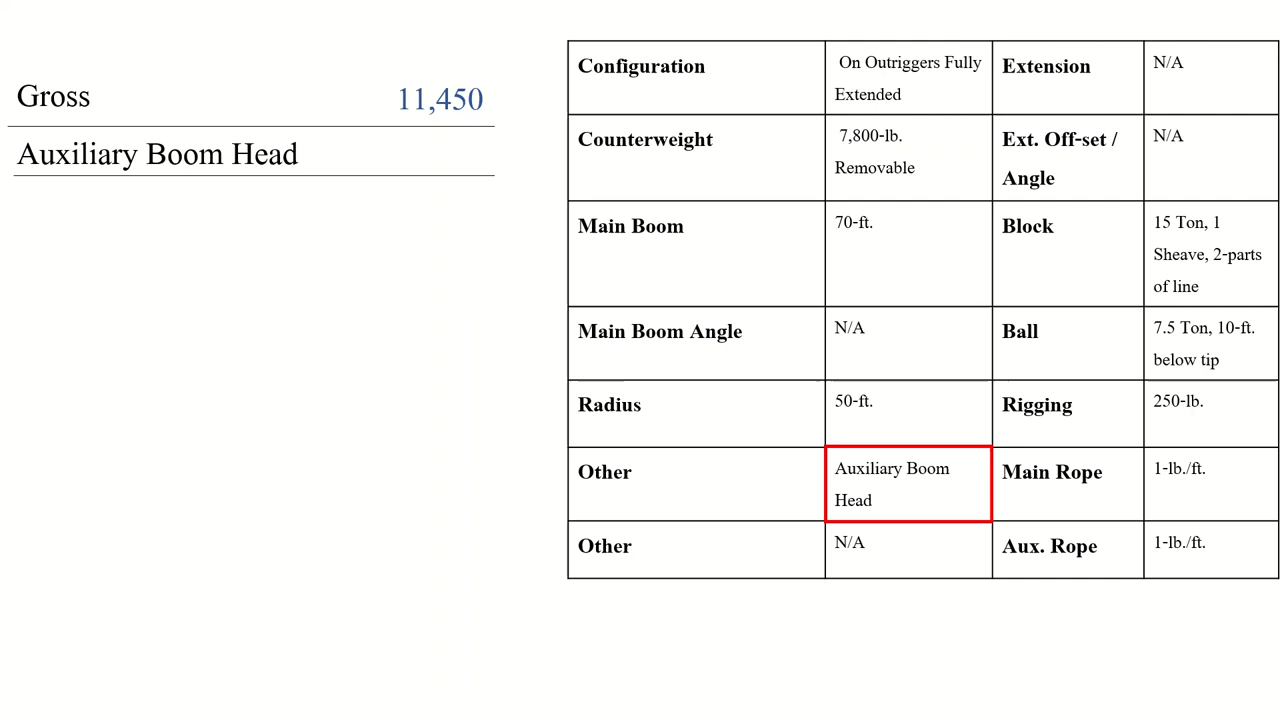 Gross 11,450
Auxiliary Boom Head
Configuration On Outriggers Fully Extended Extension N/A
Counterweight 7,800-lb. Removable Ext. Off-set / Angle N/A
Main Boom 70-ft. Block 15 Ton, 1 Sheave, 2-parts of line
Main Boom Angle N/A Ball 7.5 Ton, 10-ft. below tip
Radius 50-ft. Rigging 250-lb.
Other Auxiliary Boom Head Main Rope 1-lb./ft.
Other N/A Aux. Rope 1-lb./ft.